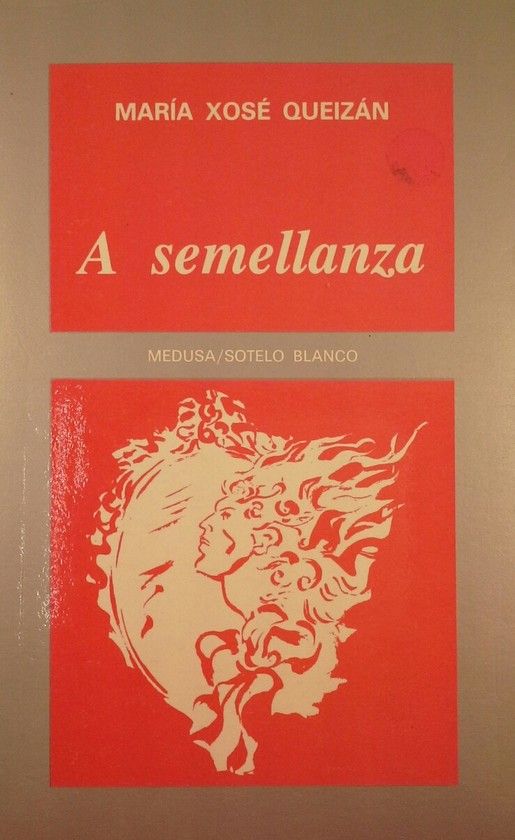 MARÍA XOSÉ QUEIZÁN
A semellanza
MEDUSA/SOTELO BLANCO